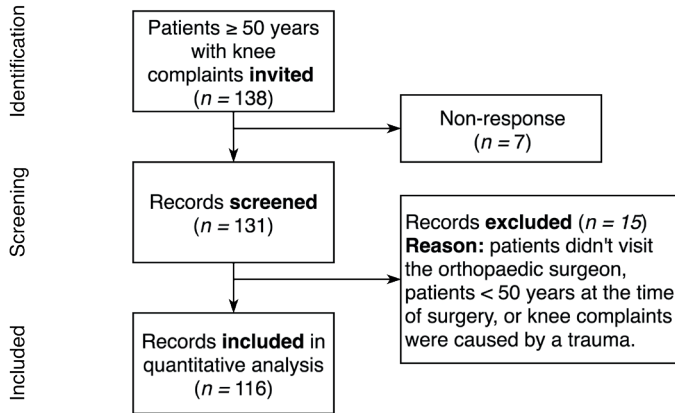 Identification
Patients ≥ 50 years
with knee
complaints invited
(n = 138)
Non-response
(n = 7)
Screening
Records screened
(n = 131)
Records excluded (n = 15)
Reason: patients didn't visit
the orthopaedic surgeon,
patients < 50 years at the time
of surgery, or knee complaints
were caused by a trauma.
Included
Records included in
quantitative analysis
(n = 116)